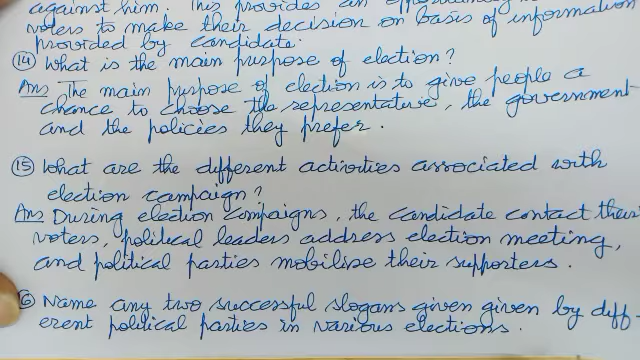 against him. This provides an
voters to make their decision on basis of information
provided by candidate.
(14) What is the main purpose of election?
Ans The main purpose of election is to give people a
chance to choose the representative, the government
and the policies they prefer.
(15) What are the different activities associated with
election campaign?
Ans During election campaigns, the candidate contact their
voters, political leaders address election meeting,
and political parties mobilise their supporters.
6 Name any two successful slogans given given by diff-
erent political parties in various elections.